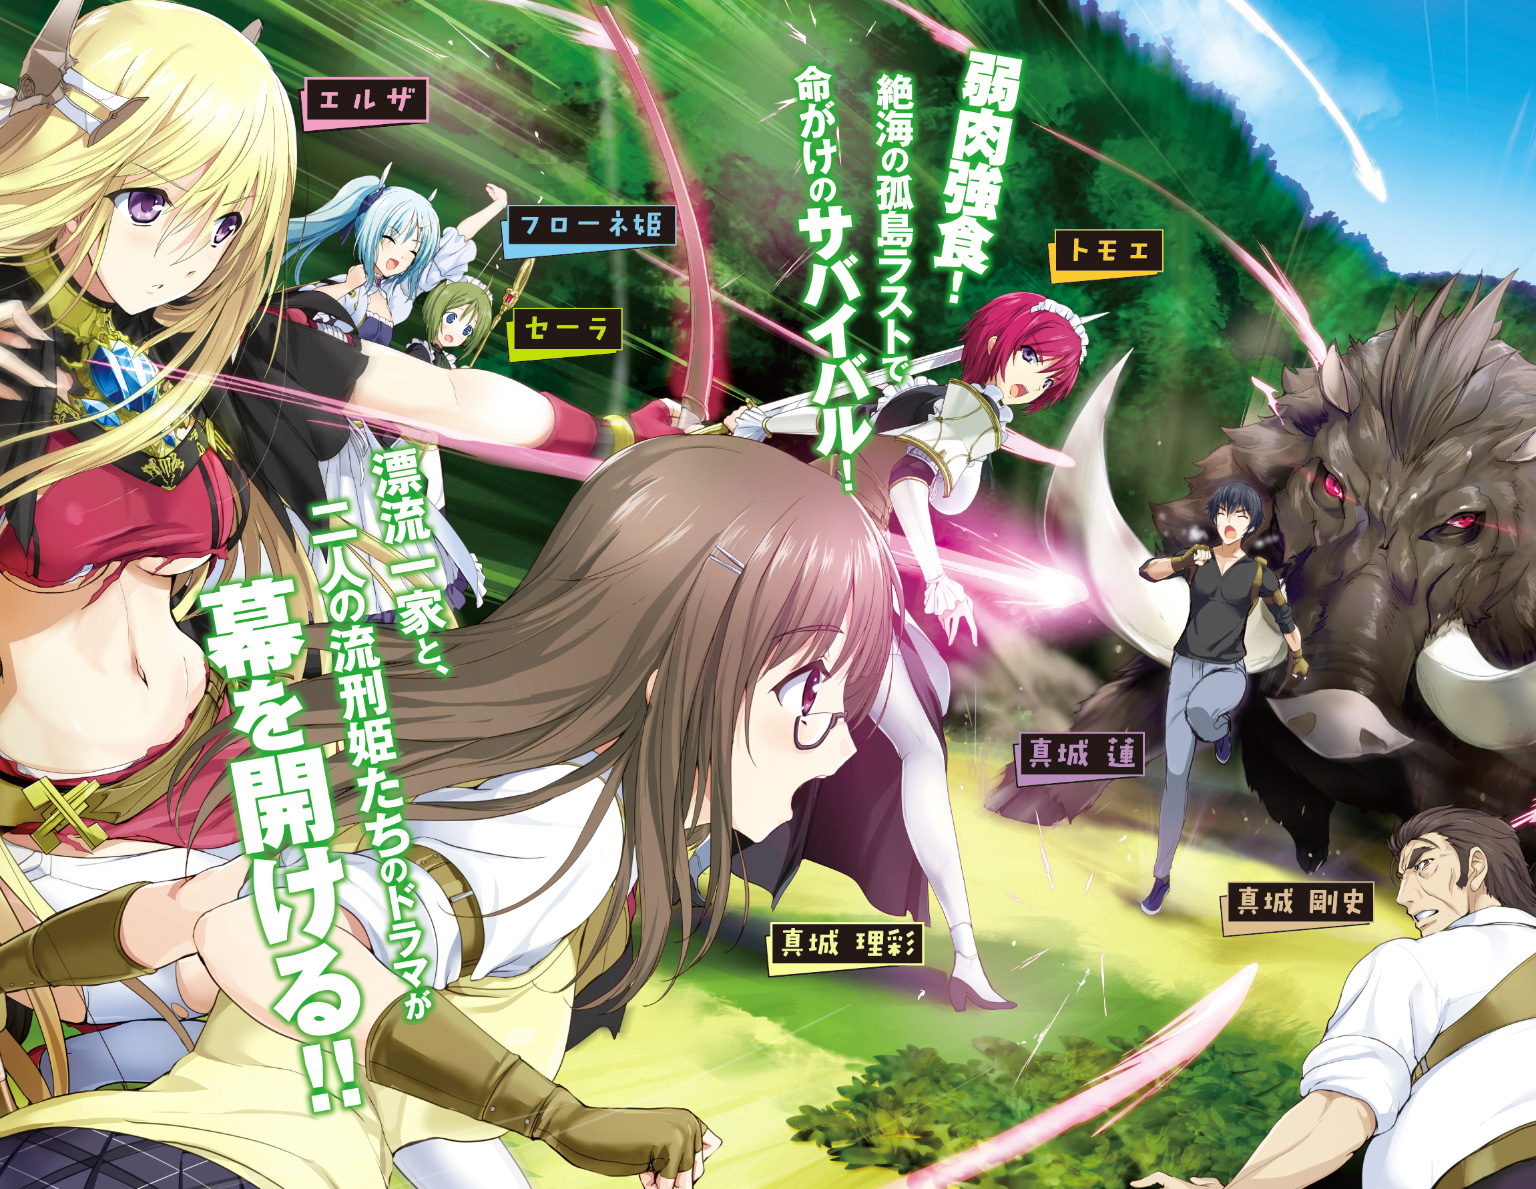 弱肉強食!
絶海の孤島ラストで
命がけのサバイバル!
漂流一家と、
二人の流刑姫たちのドラマが
幕を開ける!!
エルザ
フローネ姫
セーラ
トモエ
真城 蓮
真城 剛史
真城 理彩